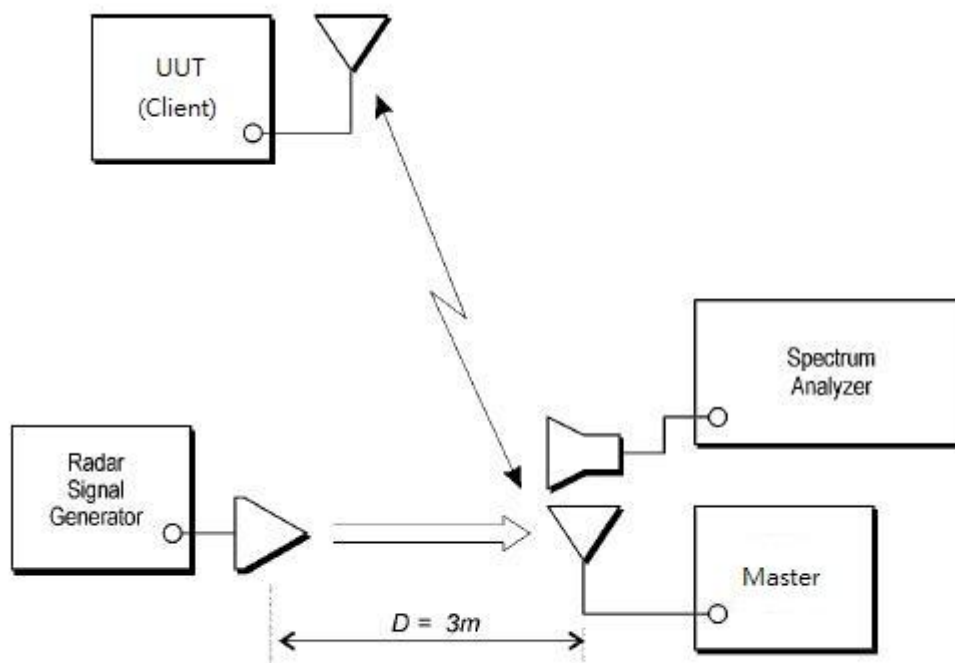 UUT
(Client)
Spectrum
Analyzer
Radar
Signal
Generator
Master
D = 3m